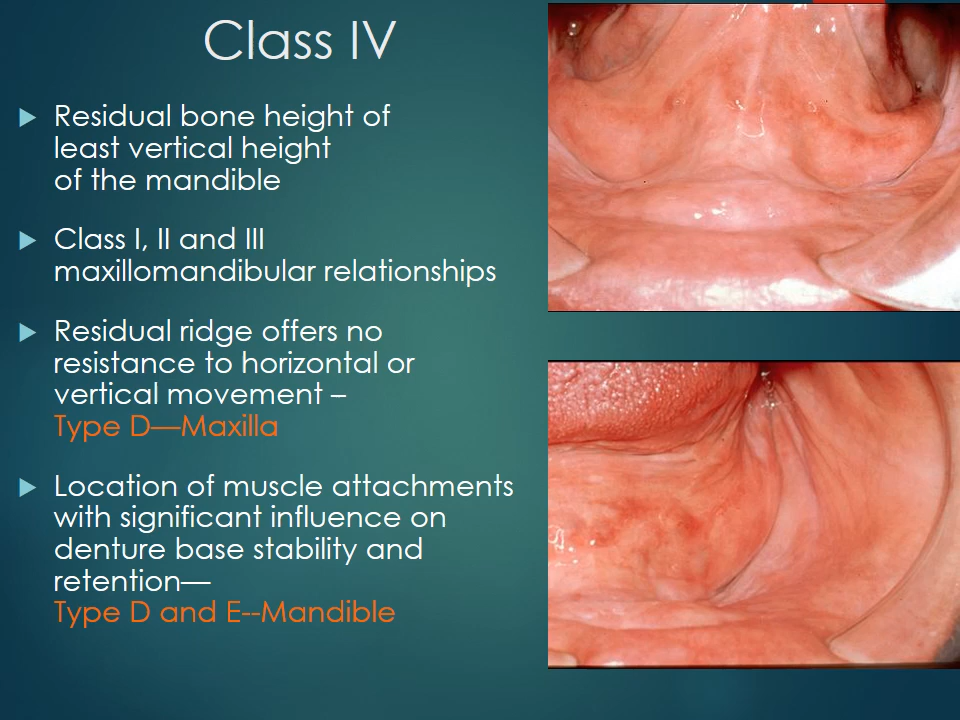 Class IV
Residual bone height of
least vertical height
of the mandible
Class I, II and III
maxillomandibular relationships
Residual ridge offers no
resistance to horizontal or
vertical movement –
Type D—Maxilla
Location of muscle attachments
with significant influence on
denture base stability and
retention—
Type D and E--Mandible